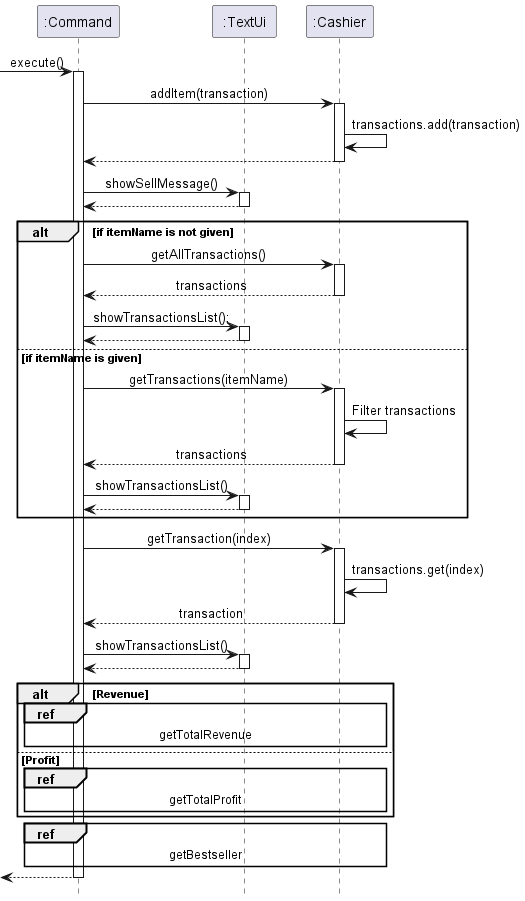 :Command :TextUi :Cashier
execute()
addItem(transaction)
transactions.add(transaction)
showSellMessage()
alt [if itemName is not given]
getAllTransactions()
transactions
showTransactionsList();
[if itemName is given]
getTransactions(itemName)
Filter transactions
transactions
showTransactionsList()
getTransaction(index)
transactions.get(index)
transaction
showTransactionsList()
alt [Revenue]
ref
getTotalRevenue
[Profit]
ref
getTotalProfit
ref
getBestseller